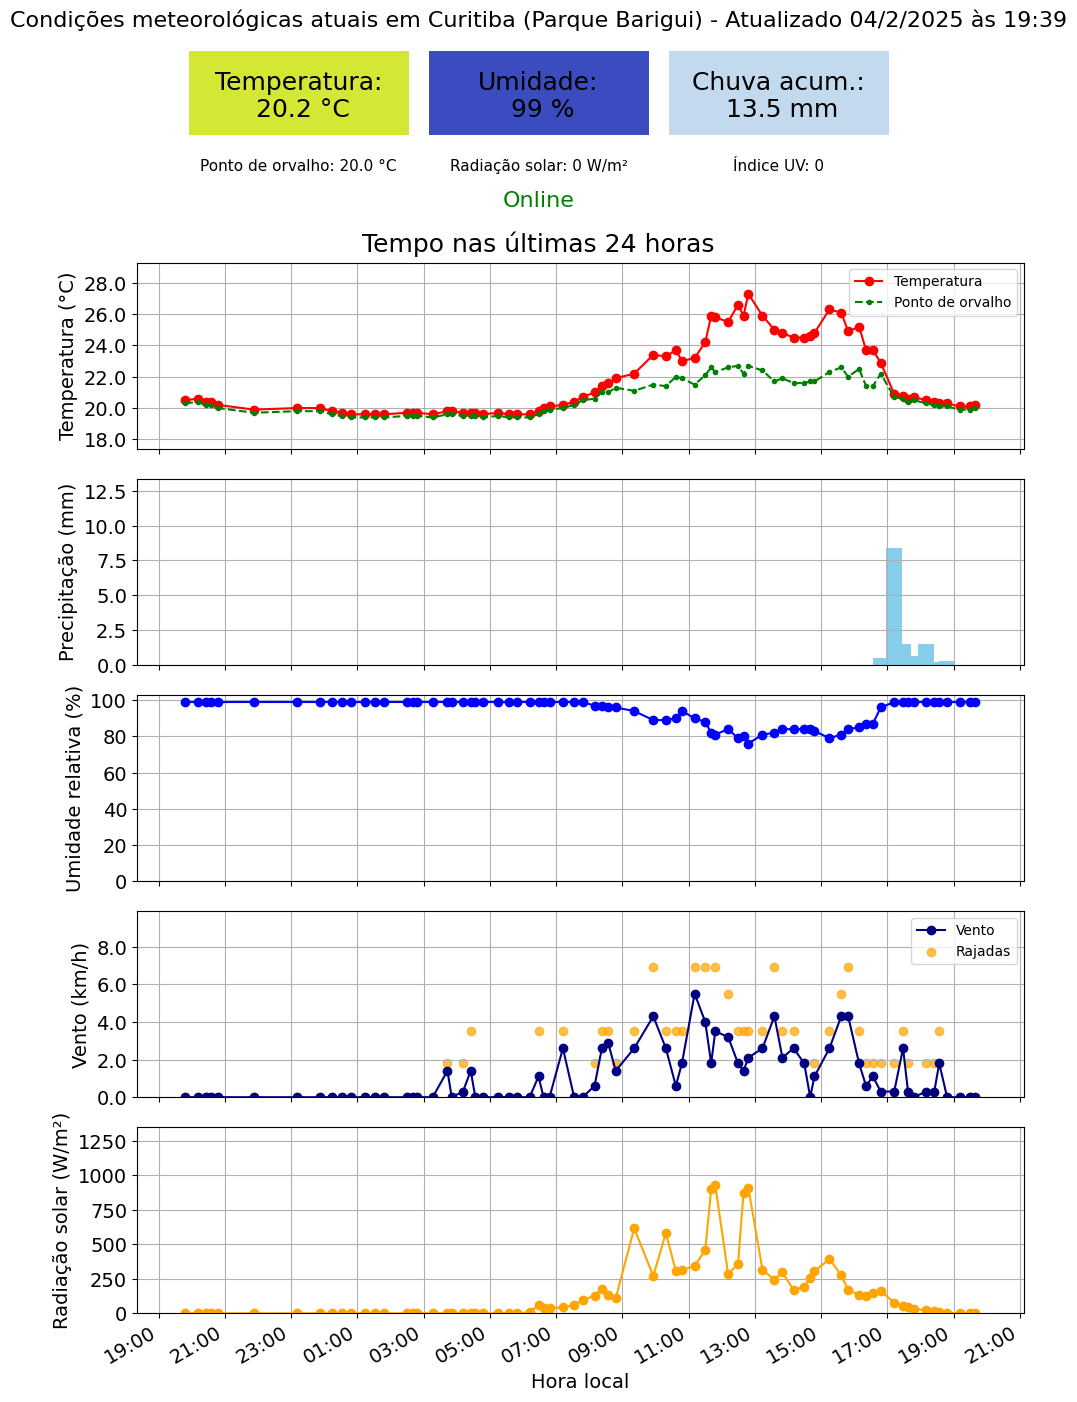 Condições meteorológicas atuais em Curitiba (Parque Barigui) - Atualizado 04/2/2025 às 19:39
Temperatura:
20.2 °C
Umidade:
99 %
Chuva acum.:
13.5 mm
Ponto de orvalho: 20.0 °C
Radiação solar: 0 W/m²
Índice UV: 0
Online
Tempo nas últimas 24 horas
Temperatura (°C)
28.0
26.0
24.0
22.0
20.0
18.0
Temperatura
Ponto de orvalho
Precipitação (mm)
12.5
10.0
7.5
5.0
2.5
0.0
Umidade relativa (%)
100
80
60
40
20
0
Vento (km/h)
8.0
6.0
4.0
2.0
0.0
Vento
Rajadas
Radiação solar (W/m²)
1250
1000
750
500
250
0
19:00
21:00
23:00
01:00
03:00
05:00
07:00
09:00
11:00
13:00
15:00
17:00
19:00
21:00
Hora local